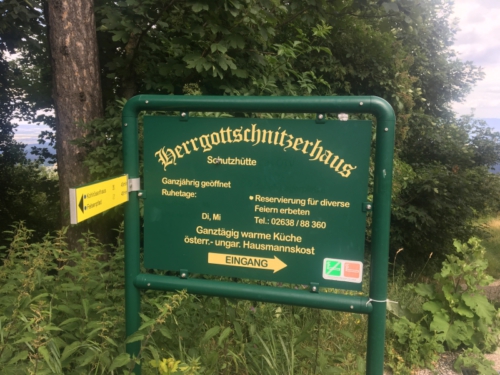 Herrgottschnitzerhaus
Schutzhütte
Ganzjährig geöffnet
Ruhetage:
Di, Mi
• Reservierung für diverse
Feiern erbeten
Tel.: 02638 / 88 360
Ganztägig warme Küche
österr.- ungar. Hausmannskost
EINGANG